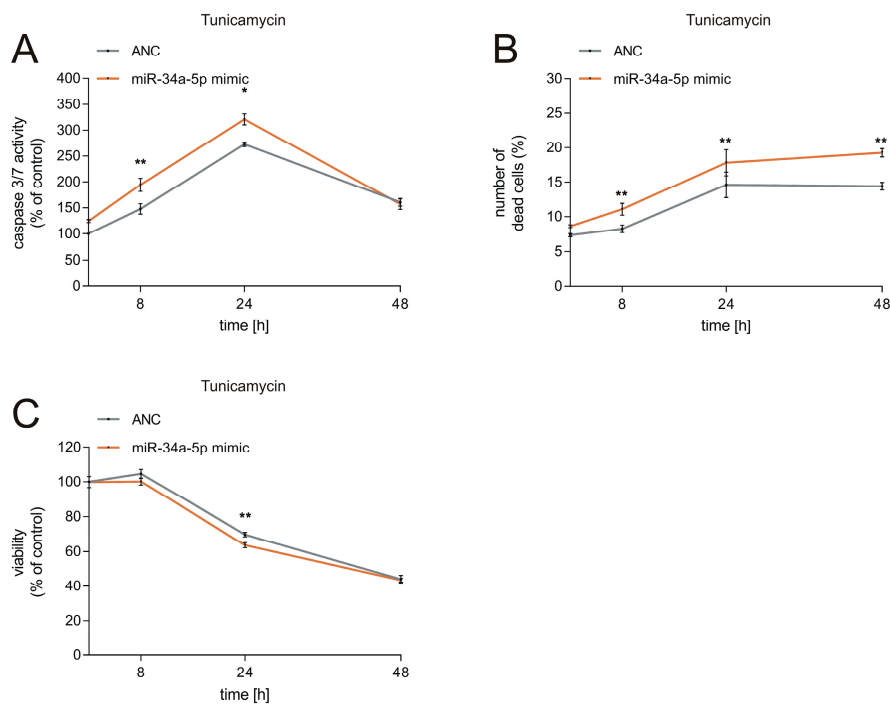 Tunicamycin
A
ANC
miR-34a-5p mimic
caspase 3/7 activity
(% of control)
400
350
300
250
200
150
100
50
0
**
*
8
24
48
time [h]
Tunicamycin
B
ANC
miR-34a-5p mimic
number of
dead cells (%)
30
25
20
15
10
5
0
**
**
**
8
24
48
time [h]
Tunicamycin
C
ANC
miR-34a-5p mimic
viability
(% of control)
120
100
80
60
40
20
0
**
8
24
48
time [h]